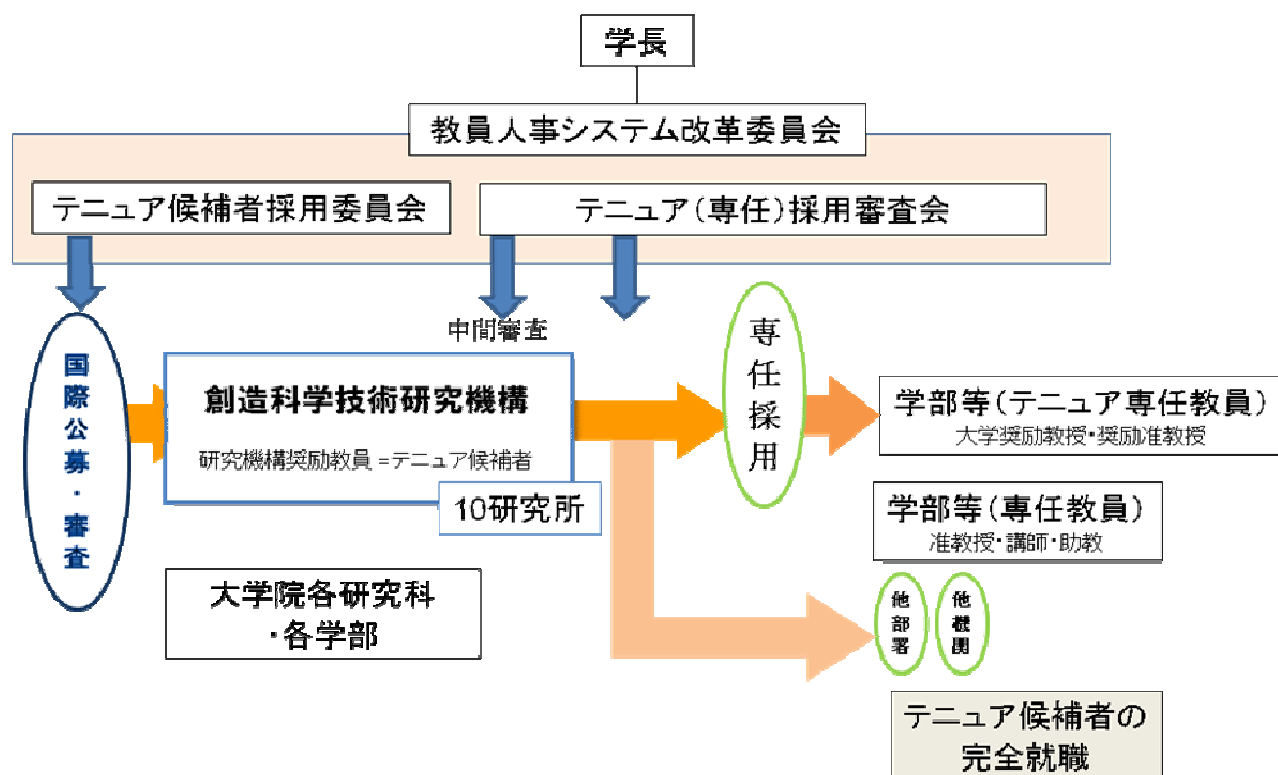 学長
教員人事システム改革委員会
テニュア候補者採用委員会
テニュア(専任)採用審査会
中間審査
国際公募・審査
創造科学技術研究機構
研究機構奨励教員=テニュア候補者
10研究所
専任採用
学部等(テニュア専任教員)
大学奨励教授・奨励准教授
学部等(専任教員)
准教授・講師・助教
大学院各研究科
・各学部
他部署
他機関
テニュア候補者の
完全就職